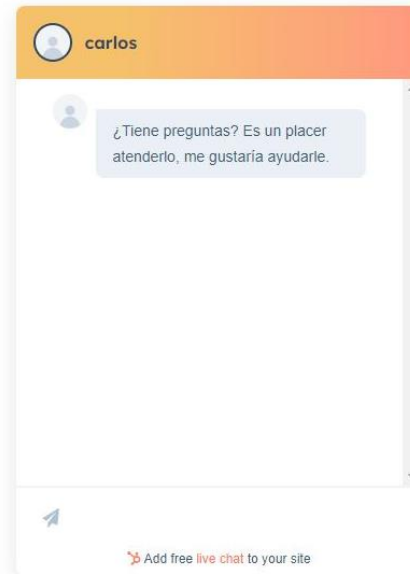 carlos
¿Tiene preguntas? Es un placer
atenderlo, me gustaría ayudarle.
Add free live chat to your site